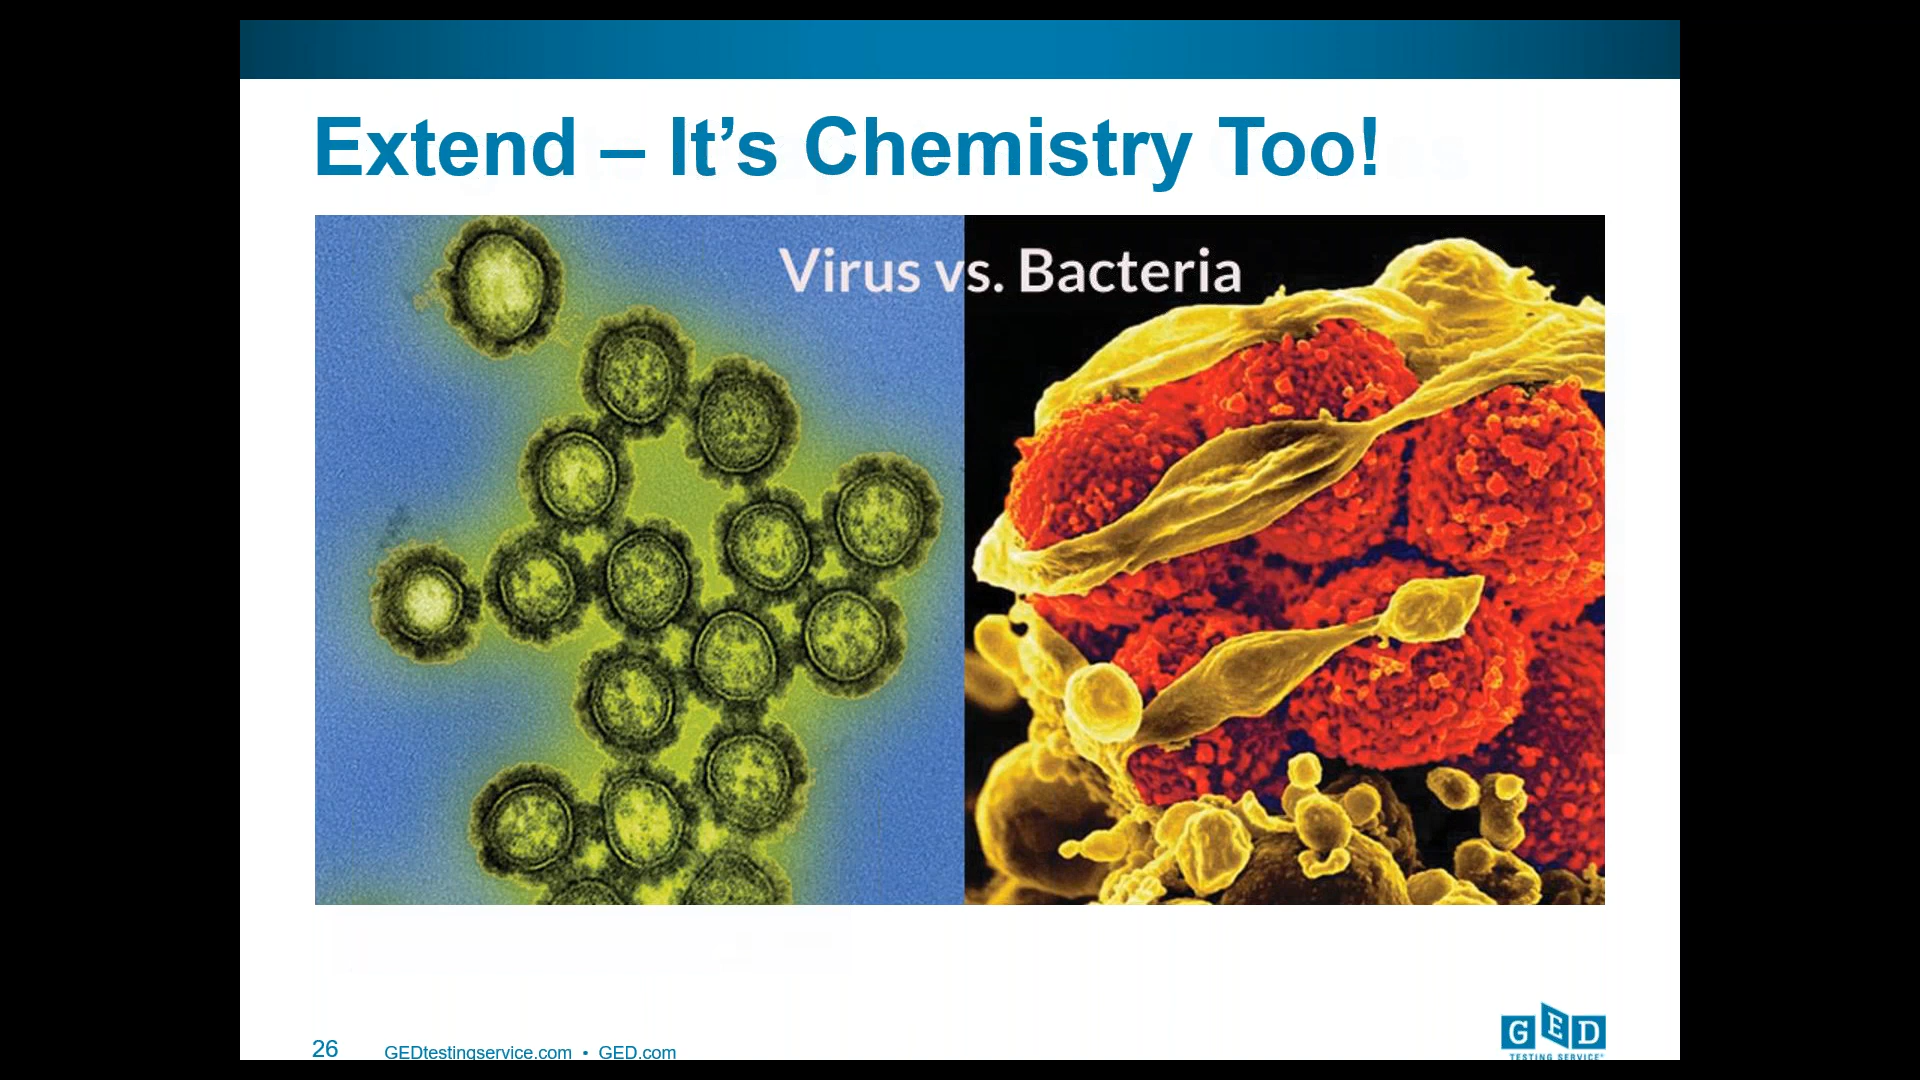 Extend – It’s Chemistry Too!
Virus vs. Bacteria
26 GEDtestingservice.com • GED.com
GED
TESTING SERVICE